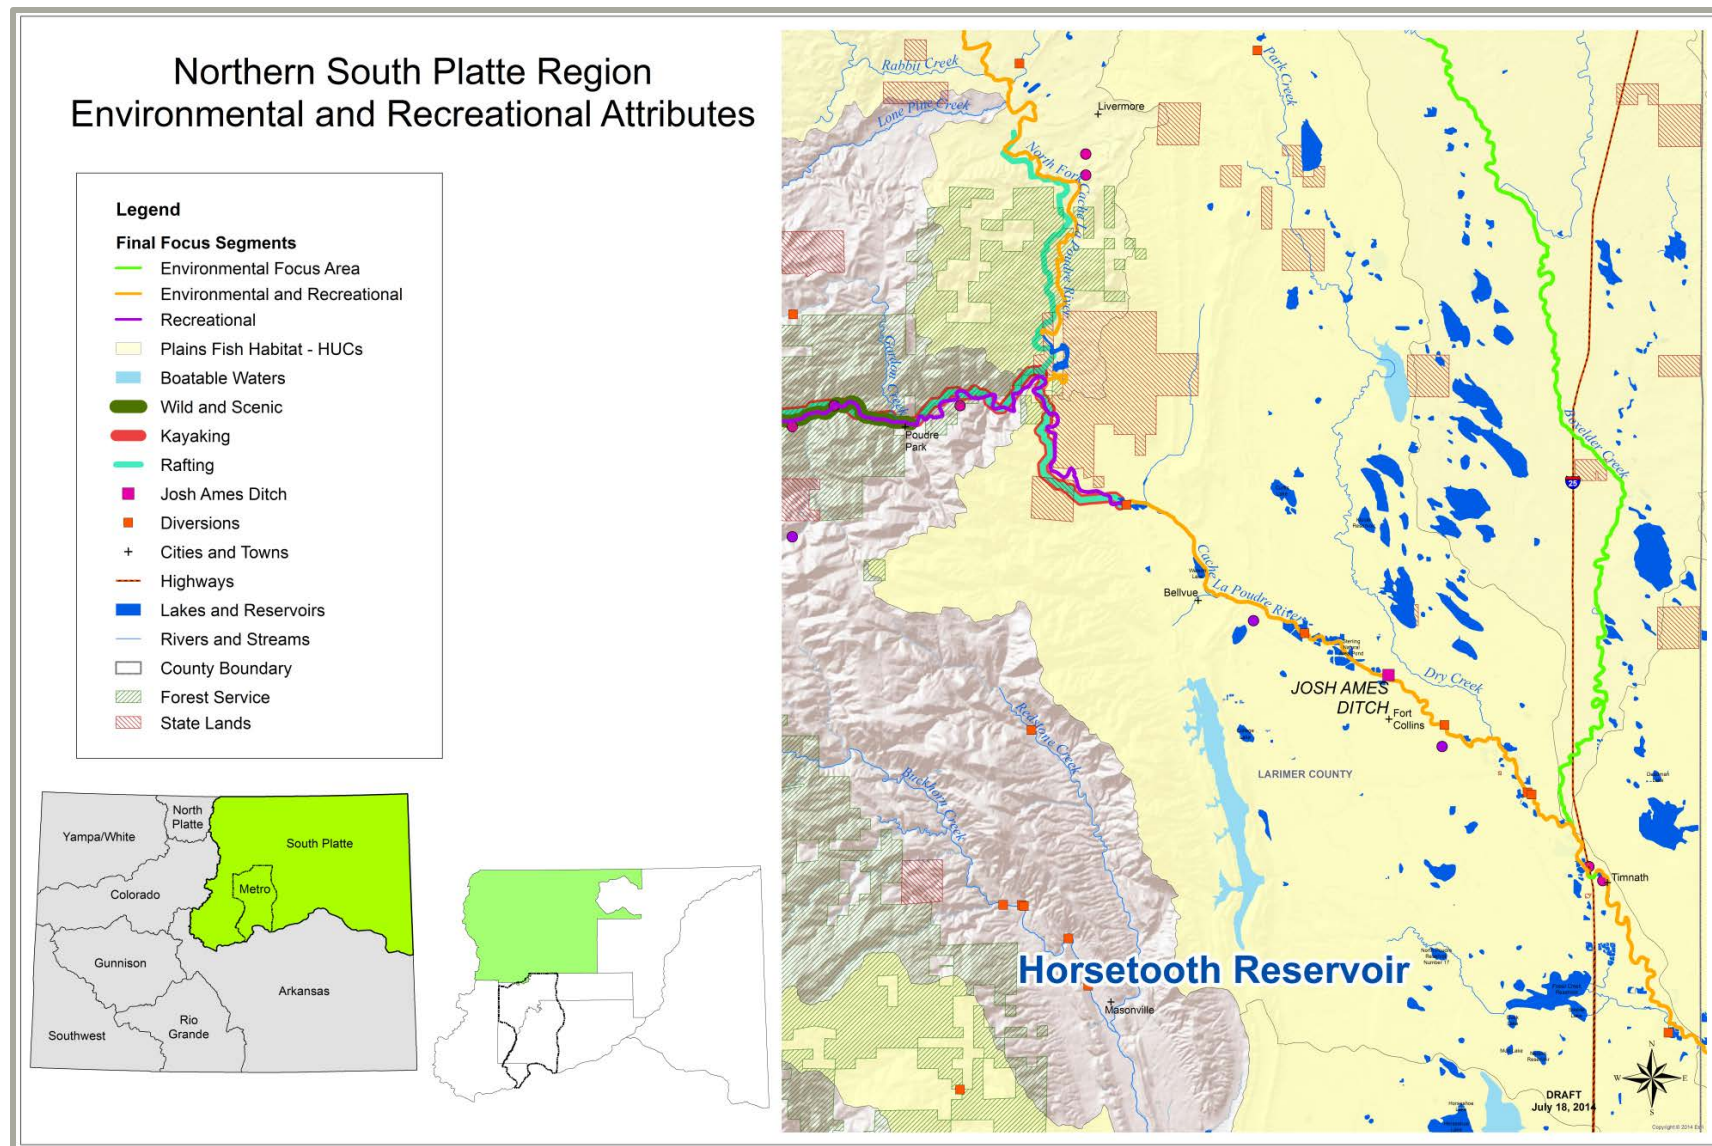 Northern South Platte Region
Environmental and Recreational Attributes
Legend
Final Focus Segments
Environmental Focus Area
Environmental and Recreational
Recreational
Plains Fish Habitat - HUCs
Boatable Waters
Wild and Scenic
Kayaking
Rafting
Josh Ames Ditch
Diversions
Cities and Towns
Highways
Lakes and Reservoirs
Rivers and Streams
County Boundary
Forest Service
State Lands
Yampa/White
North
Platte
South Platte
Metro
Colorado
Gunnison
Arkansas
Rio
Grande
Southwest
Rabbit Creek
Lone Pine Creek
Livermore
Park Creek
North Fork Cache La Poudre River
Gordon Creek
Poudre
Park
Boxelder Creek
25
Cache La Poudre River
Bellvue
JOSH AMES
DITCH
Fort
Collins
Dry Creek
LARIMER COUNTY
Redstone Creek
Buckhorn Creek
Timnath
Horsetooth Reservoir
Masonville
N
W
E
S
DRAFT
July 18, 2014